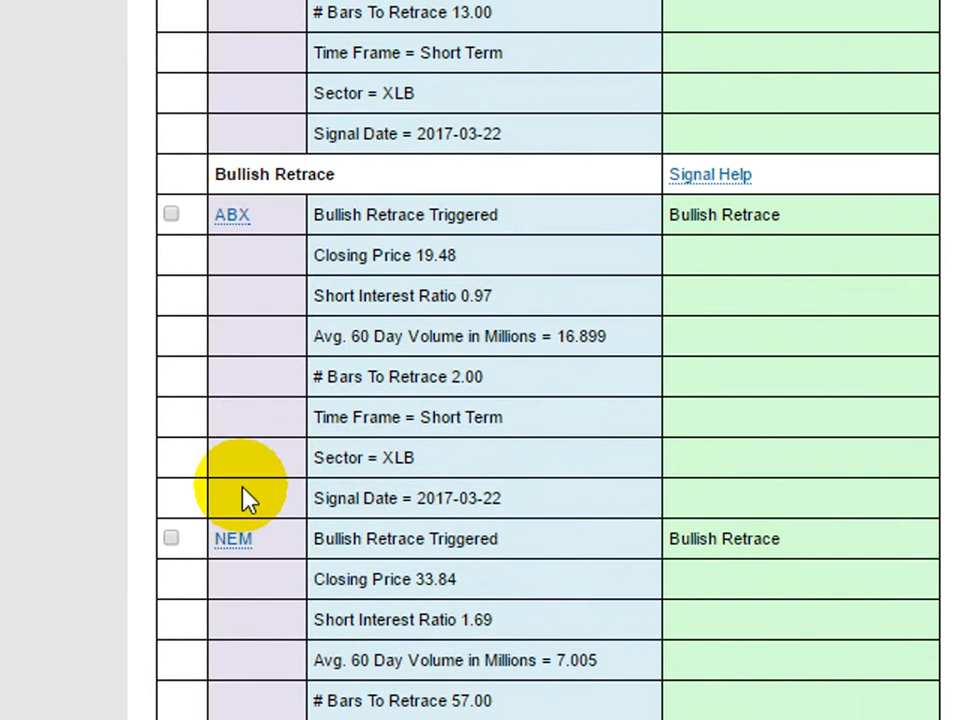 # Bars To Retrace 13.00
Time Frame = Short Term
Sector = XLB
Signal Date = 2017-03-22
Bullish Retrace Signal Help
ABX Bullish Retrace Triggered Bullish Retrace
Closing Price 19.48
Short Interest Ratio 0.97
Avg. 60 Day Volume in Millions = 16.899
# Bars To Retrace 2.00
Time Frame = Short Term
Sector = XLB
Signal Date = 2017-03-22
NEM Bullish Retrace Triggered Bullish Retrace
Closing Price 33.84
Short Interest Ratio 1.69
Avg. 60 Day Volume in Millions = 7.005
# Bars To Retrace 57.00